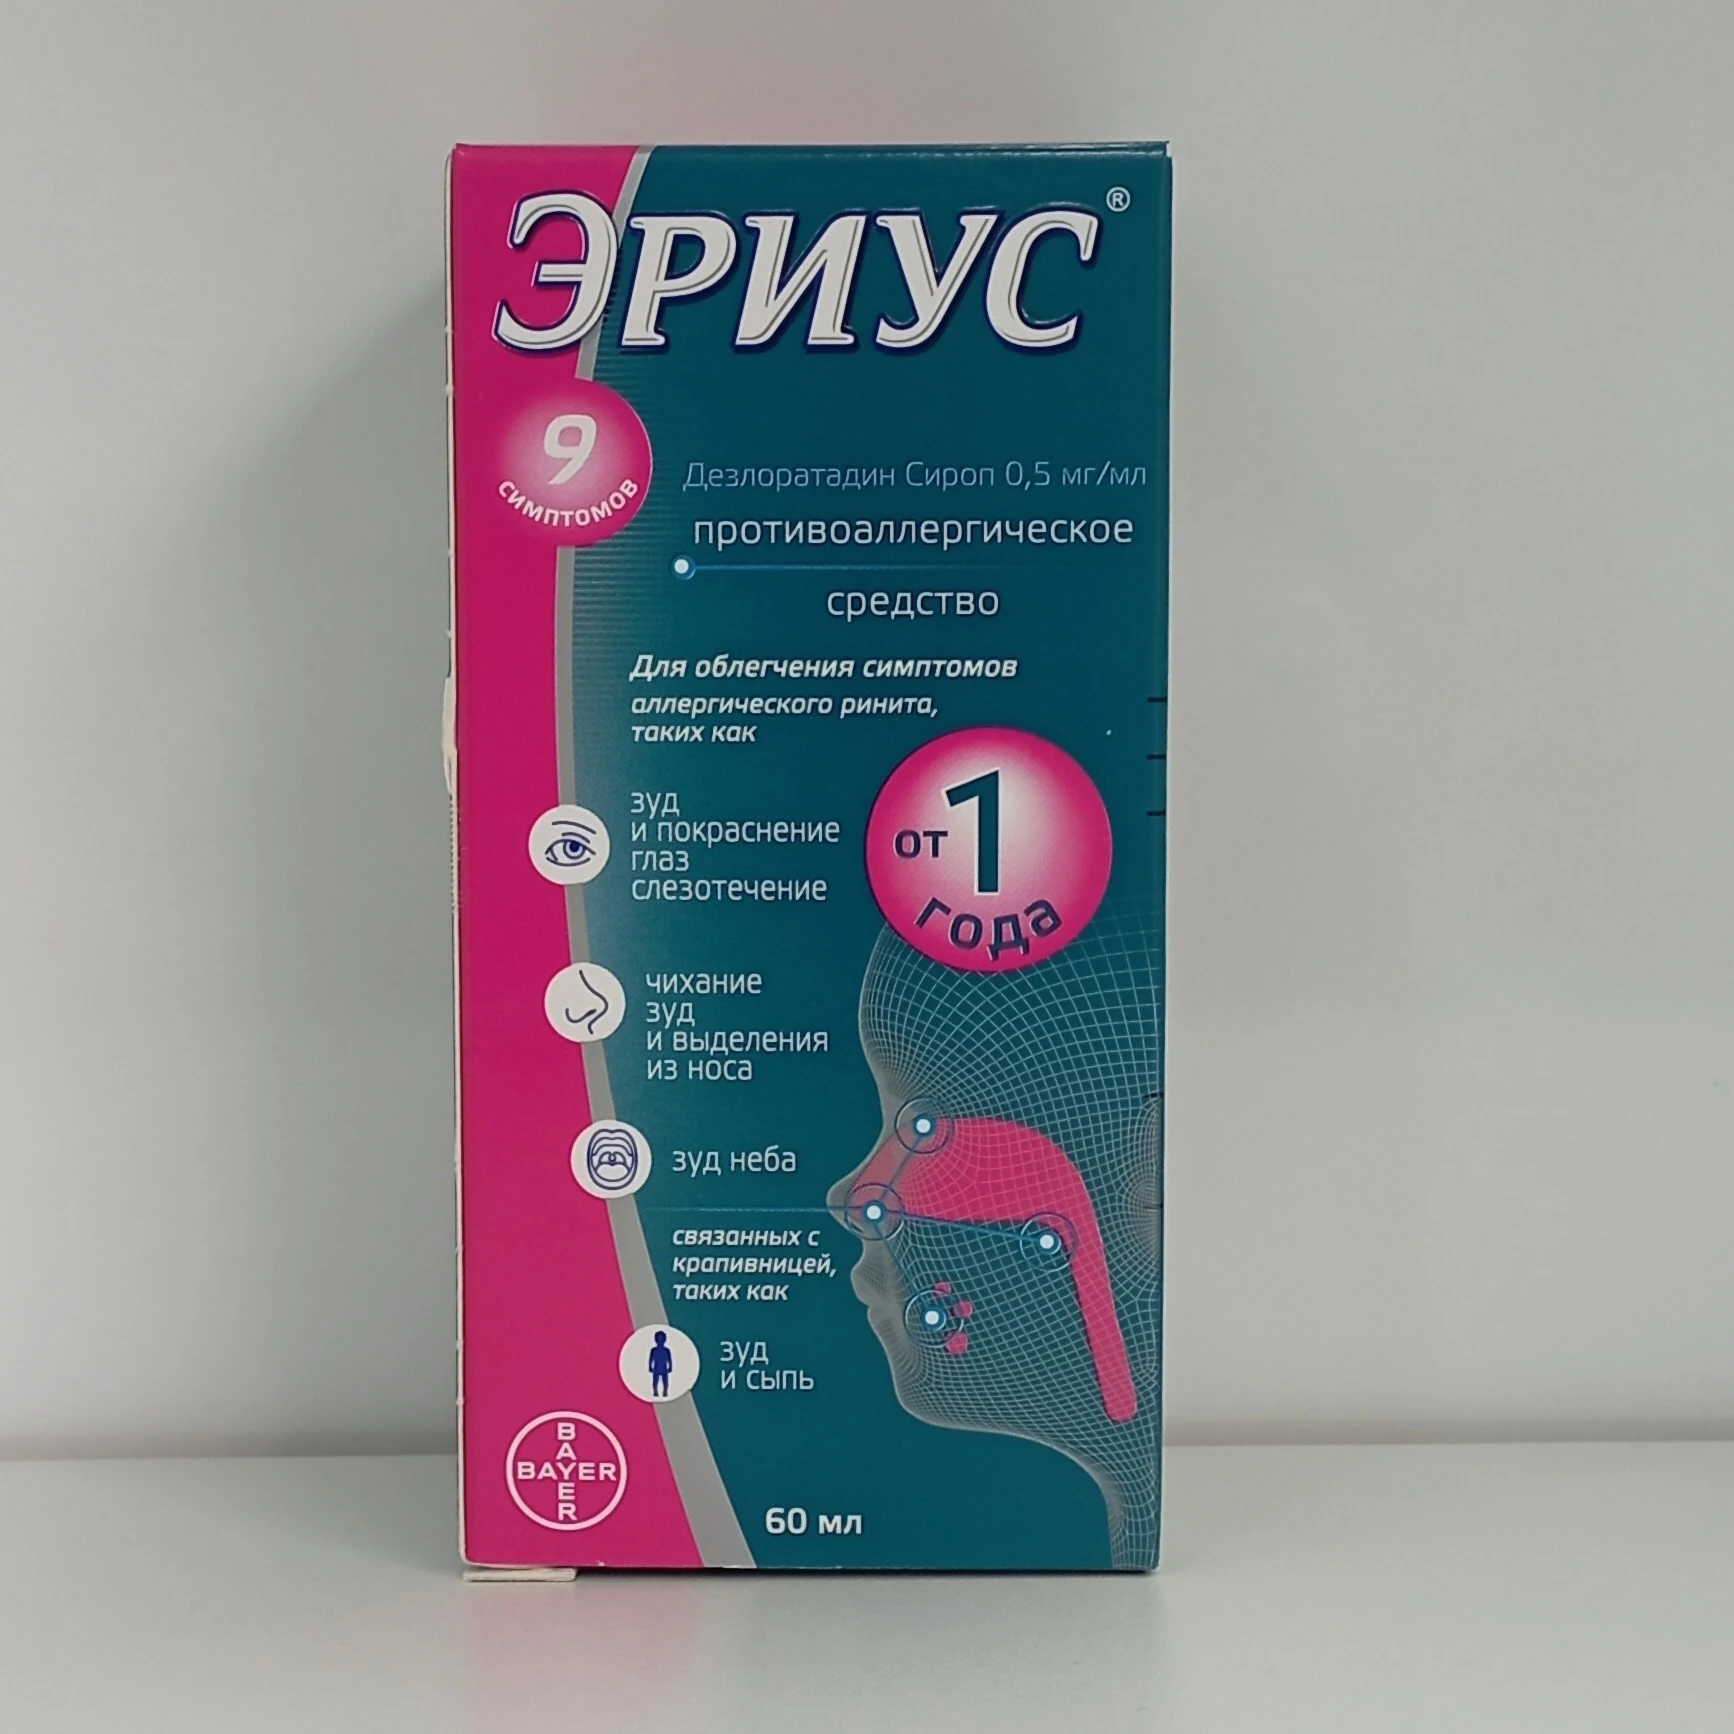 ЭРИУС®
9
СИМПТОМОВ
Дезлоратадин Сироп 0,5 мг/мл
противоаллергическое
средство
Для облегчения симптомов
аллергического ринита,
таких как
зуд
и покраснение
глаз
слезотечение
от 1
года
чихание
зуд
и выделения
из носа
зуд неба
связанных с
крапивницей,
таких как
зуд
и сыпь
BAYER
BAYER
60 мл